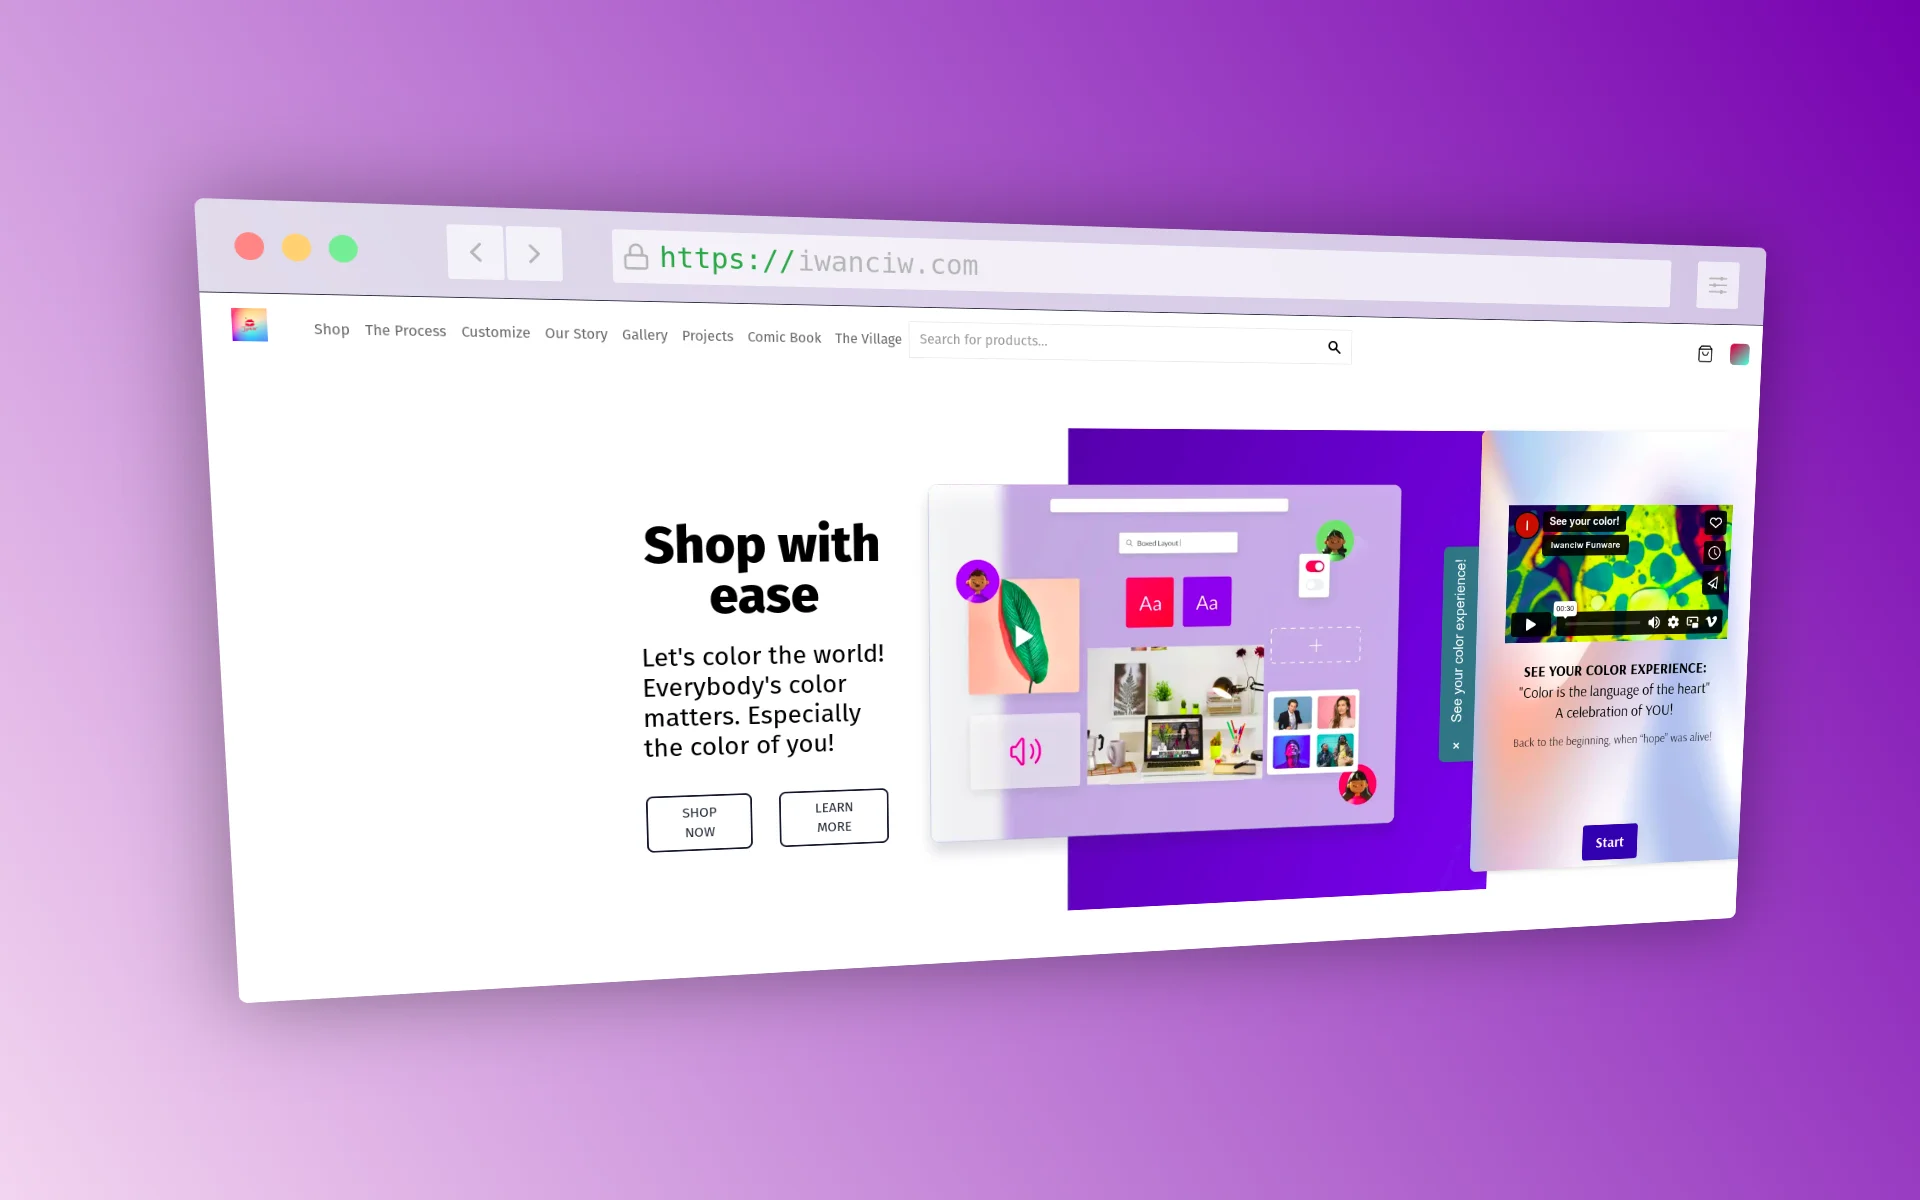 https://iwanciw.com
Shop The Process Customize Our Story Gallery Projects Comic Book The Village Search for products...
Shop with
ease
Let's color the world!
Everybody's color
matters. Especially
the color of you!
SHOP
NOW
LEARN
MORE
Boxed Layout
Aa Aa
See your color experience! ×
I
See your color!
Iwanciw Funware
00:30
SEE YOUR COLOR EXPERIENCE:
"Color is the language of the heart"
A celebration of YOU!
Back to the beginning, when "hope" was alive!
Start